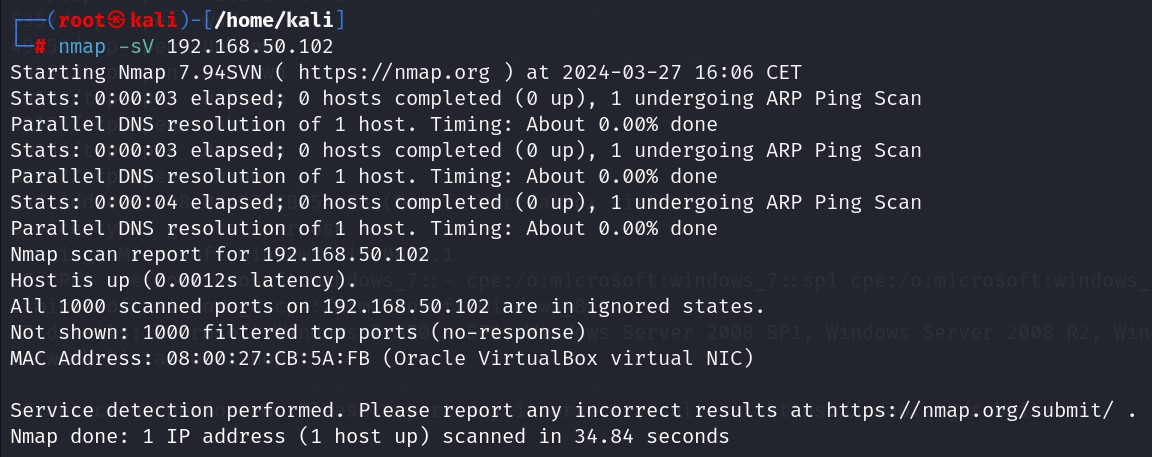 ┌──(root㉿kali)-[/home/kali]
└─# nmap -sV 192.168.50.102
Starting Nmap 7.94SVN ( https://nmap.org ) at 2024-03-27 16:06 CET
Stats: 0:00:03 elapsed; 0 hosts completed (0 up), 1 undergoing ARP Ping Scan
Parallel DNS resolution of 1 host. Timing: About 0.00% done
Stats: 0:00:03 elapsed; 0 hosts completed (0 up), 1 undergoing ARP Ping Scan
Parallel DNS resolution of 1 host. Timing: About 0.00% done
Stats: 0:00:04 elapsed; 0 hosts completed (0 up), 1 undergoing ARP Ping Scan
Parallel DNS resolution of 1 host. Timing: About 0.00% done
Nmap scan report for 192.168.50.102
Host is up (0.0012s latency).
All 1000 scanned ports on 192.168.50.102 are in ignored states.
Not shown: 1000 filtered tcp ports (no-response)
MAC Address: 08:00:27:CB:5A:FB (Oracle VirtualBox virtual NIC)

Service detection performed. Please report any incorrect results at https://nmap.org/submit/ .
Nmap done: 1 IP address (1 host up) scanned in 34.84 seconds